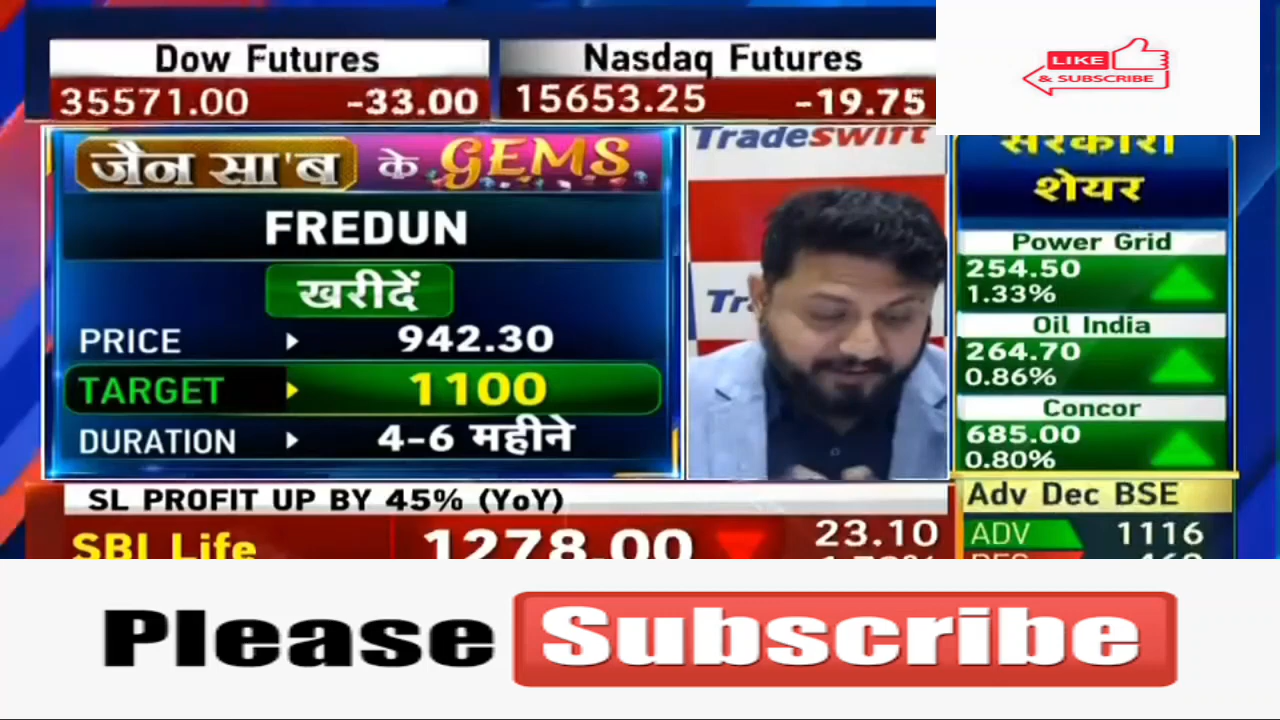 Dow Futures
35571.00 -33.00
Nasdaq Futures
15653.25 -19.75
LIKE
& SUBSCRIBE
जैन सा'ब के GEMS
FREDUN
खरीदें
PRICE 942.30
TARGET 1100
DURATION 4-6 महीने
Tradeswift
सरकारी
शेयर
Power Grid
254.50
1.33%
Oil India
264.70
0.86%
Concor
685.00
0.80%
SL PROFIT UP BY 45% (YoY)
SBI Life 1278.00 23.10
Adv Dec BSE
ADV 1116
Please Subscribe